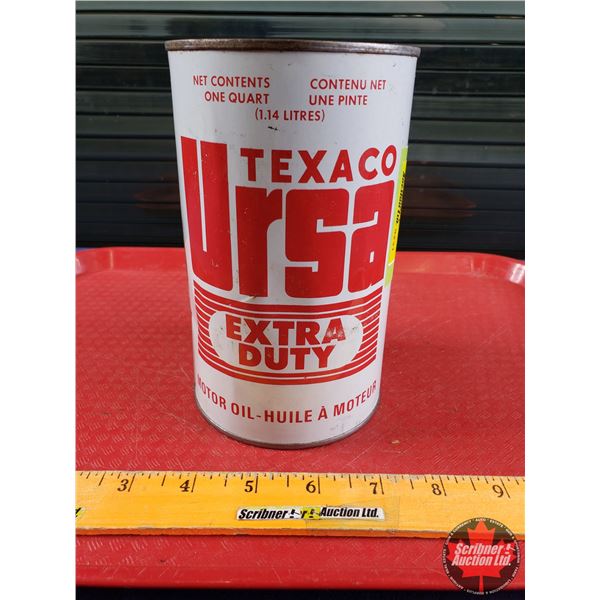 NET CONTENTS CONTENU NET
ONE QUART UNE PINTE
(1.14 LITRES)
TEXACO
Ursa
EXTRA
DUTY
MOTOR OIL-HUILE À MOTEUR
3 4 5 6 7 8 9
Scribner Auction Ltd.
Scribner
Auction Ltd.